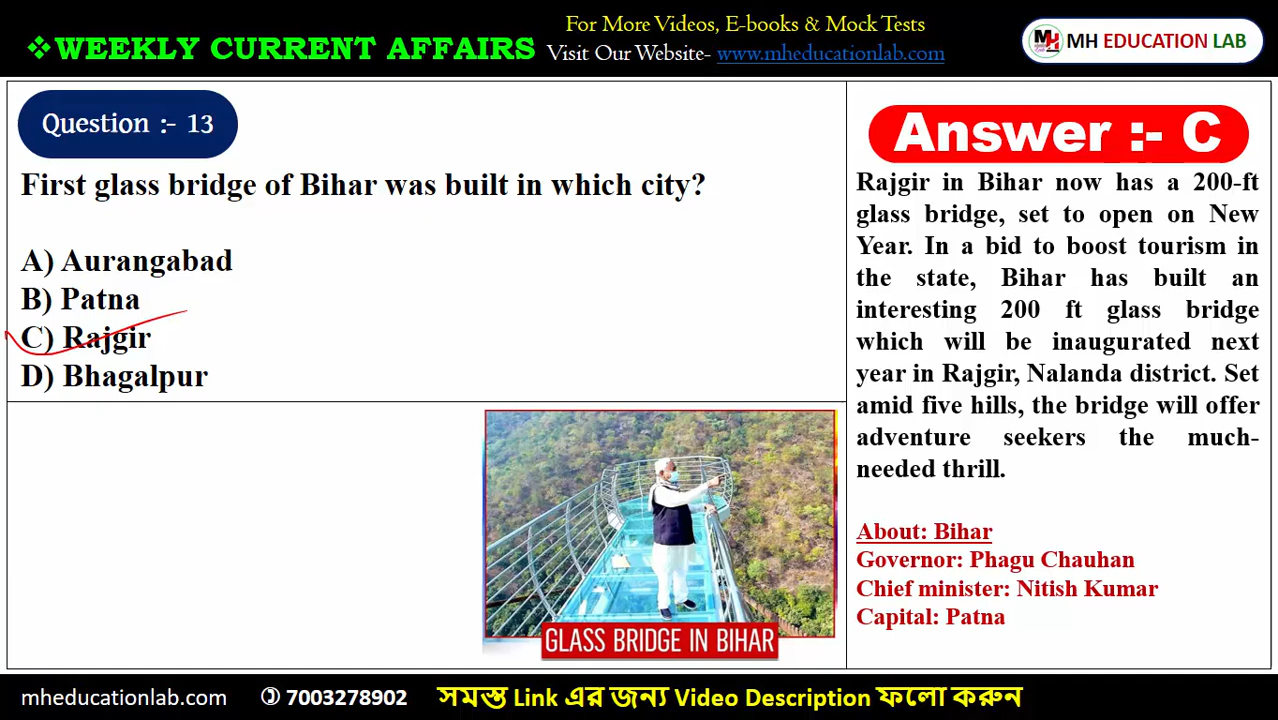 ❖WEEKLY CURRENT AFFAIRS
For More Videos, E-books & Mock Tests
Visit Our Website- www.mheducationlab.com
MH EDUCATION LAB
Question :- 13
First glass bridge of Bihar was built in which city?
A) Aurangabad
B) Patna
C) Rajgir
D) Bhagalpur
GLASS BRIDGE IN BIHAR
Answer :- C
Rajgir in Bihar now has a 200-ft
glass bridge, set to open on New
Year. In a bid to boost tourism in
the state, Bihar has built an
interesting 200 ft glass bridge
which will be inaugurated next
year in Rajgir, Nalanda district. Set
amid five hills, the bridge will offer
adventure seekers the much-
needed thrill.
About: Bihar
Governor: Phagu Chauhan
Chief minister: Nitish Kumar
Capital: Patna
mheducationlab.com
7003278902
সমস্ত Link এর জন্য Video Description ফলো করুন